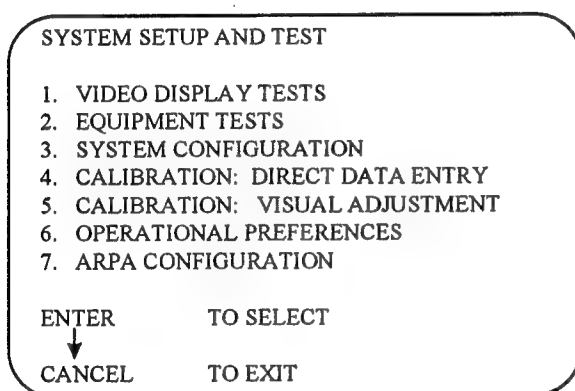 SYSTEM SETUP AND TEST
1. VIDEO DISPLAY TESTS
2. EQUIPMENT TESTS
3. SYSTEM CONFIGURATION
4. CALIBRATION: DIRECT DATA ENTRY
5. CALIBRATION: VISUAL ADJUSTMENT
6. OPERATIONAL PREFERENCES
7. ARPA CONFIGURATION
ENTER TO SELECT
CANCEL TO EXIT